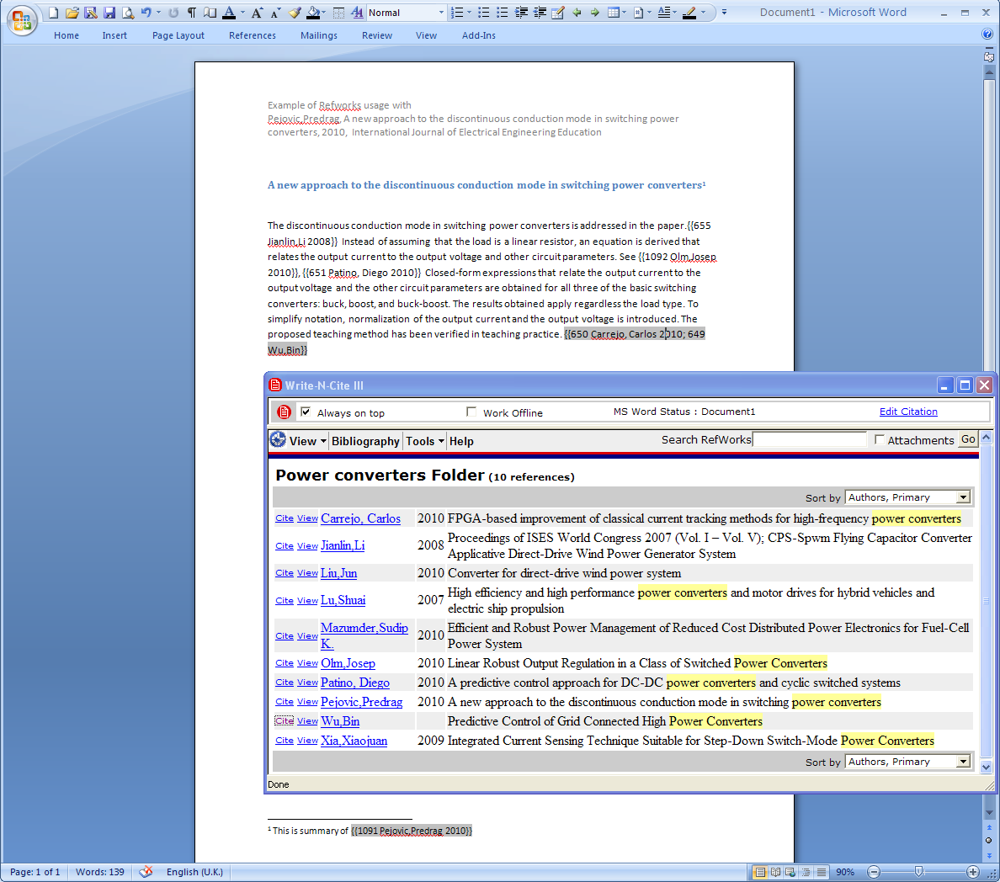 Normal
Document1 - Microsoft Word
Home Insert Page Layout References Mailings Review View Add-Ins
Example of Refworks usage with
Pejovic,Predrag, A new approach to the discontinuous conduction mode in switching power
converters, 2010, International Journal of Electrical Engineering Education
A new approach to the discontinuous conduction mode in switching power converters¹
The discontinuous conduction mode in switching power converters is addressed in the paper.{{655
Jianlin,Li 2008}} Instead of assuming that the load is a linear resistor, an equation is derived that
relates the output current to the output voltage and other circuit parameters. See {{1092 Olm,Josep
2010}}, {{651 Patino, Diego 2010}} Closed-form expressions that relate the output current to the
output voltage and the other circuit parameters are obtained for all three of the basic switching
converters: buck, boost, and buck-boost. The results obtained apply regardless the load type. To
simplify notation, normalization of the output current and the output voltage is introduced. The
proposed teaching method has been verified in teaching practice. {{650 Carrejo, Carlos 2010; 649
Wu,Bin}}
Write-N-Cite III
Always on top Work Offline MS Word Status : Document1 Edit Citation
View Bibliography Tools Help Search RefWorks Attachments Go
Power converters Folder (10 references)
Sort by Authors, Primary
Cite View Carrejo, Carlos 2010 FPGA-based improvement of classical current tracking methods for high-frequency power converters
Cite View Jianlin,Li 2008 Proceedings of ISES World Congress 2007 (Vol. I – Vol. V); CPS-Spwm Flying Capacitor Converter
Applicative Direct-Drive Wind Power Generator System
Cite View Liu,Jun 2010 Converter for direct-drive wind power system
Cite View Lu,Shuai 2007 High efficiency and high performance power converters and motor drives for hybrid vehicles and
electric ship propulsion
Cite View Mazumder,Sudip K. 2010 Efficient and Robust Power Management of Reduced Cost Distributed Power Electronics for Fuel-Cell
Power System
Cite View Olm,Josep 2010 Linear Robust Output Regulation in a Class of Switched Power Converters
Cite View Patino, Diego 2010 A predictive control approach for DC-DC power converters and cyclic switched systems
Cite View Pejovic,Predrag 2010 A new approach to the discontinuous conduction mode in switching power converters
Cite View Wu,Bin Predictive Control of Grid Connected High Power Converters
Cite View Xia,Xiaojuan 2009 Integrated Current Sensing Technique Suitable for Step-Down Switch-Mode Power Converters
Sort by Authors, Primary
Done
¹ This is summary of {{1091 Pejovic,Predrag 2010}}
Page: 1 of 1 Words: 139 English (U.K.) 90%